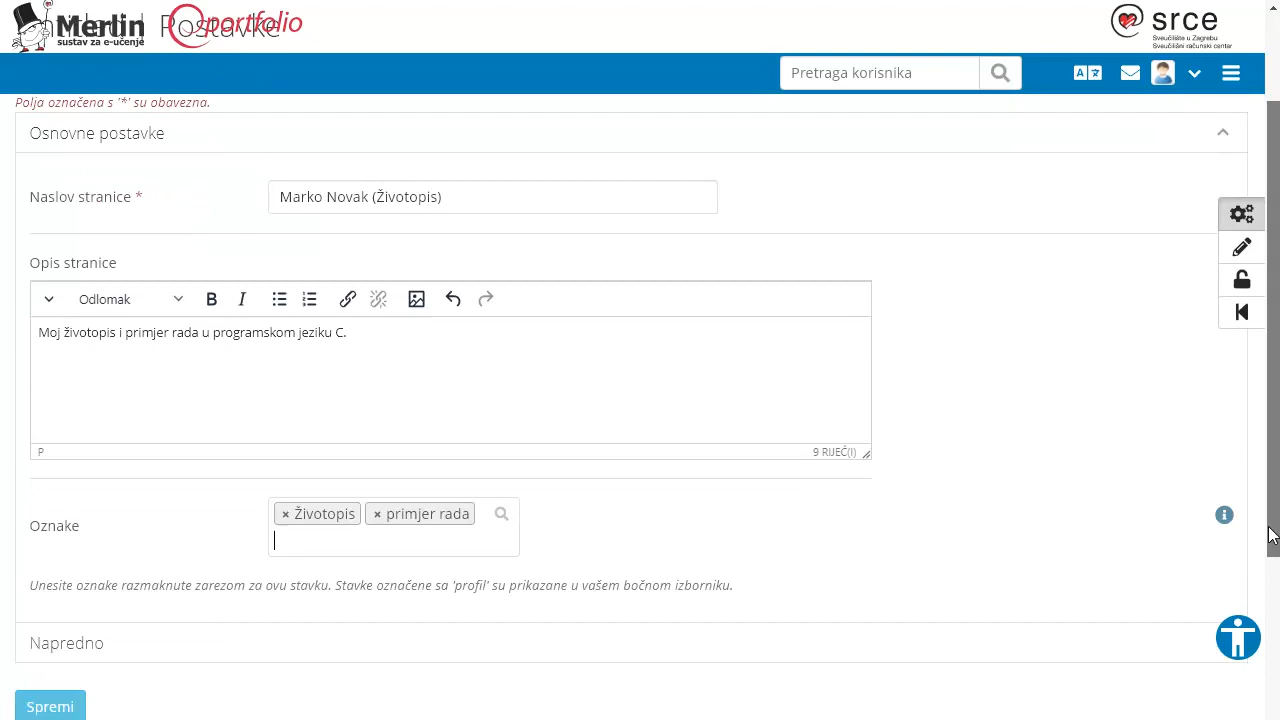 Merlin
sustav za e-učenje
portfolio
Postavke
srce
Sveučilište u Zagrebu
Sveučilišni računski centar
Pretraga korisnika
Polja označena s '*' su obavezna.
Osnovne postavke
Naslov stranice *
Marko Novak (Životopis)
Opis stranice
Odlomak
B I
Moj životopis i primjer rada u programskom jeziku C.
P
9 RIJEČ(I)
Oznake
× Životopis
× primjer rada
Unesite oznake razmaknute zarezom za ovu stavku. Stavke označene sa 'profil' su prikazane u vašem bočnom izborniku.
Napredno
Spremi